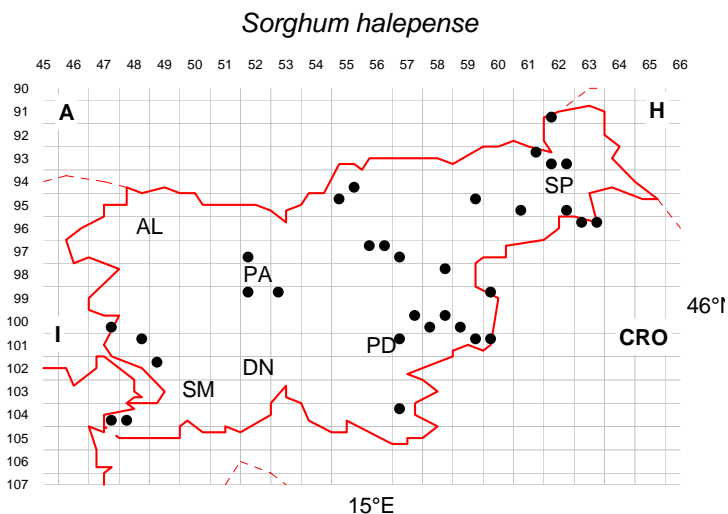 Sorghum halepense
45 46 47 48 49 50 51 52 53 54 55 56 57 58 59 60 61 62 63 64 65 66
90
91
A H
92
93
SP
94
95
AL
96
97
PA
98
99
46°N
100
I PD CRO
101
102
DN
103
SM
104
105
106
107
15°E